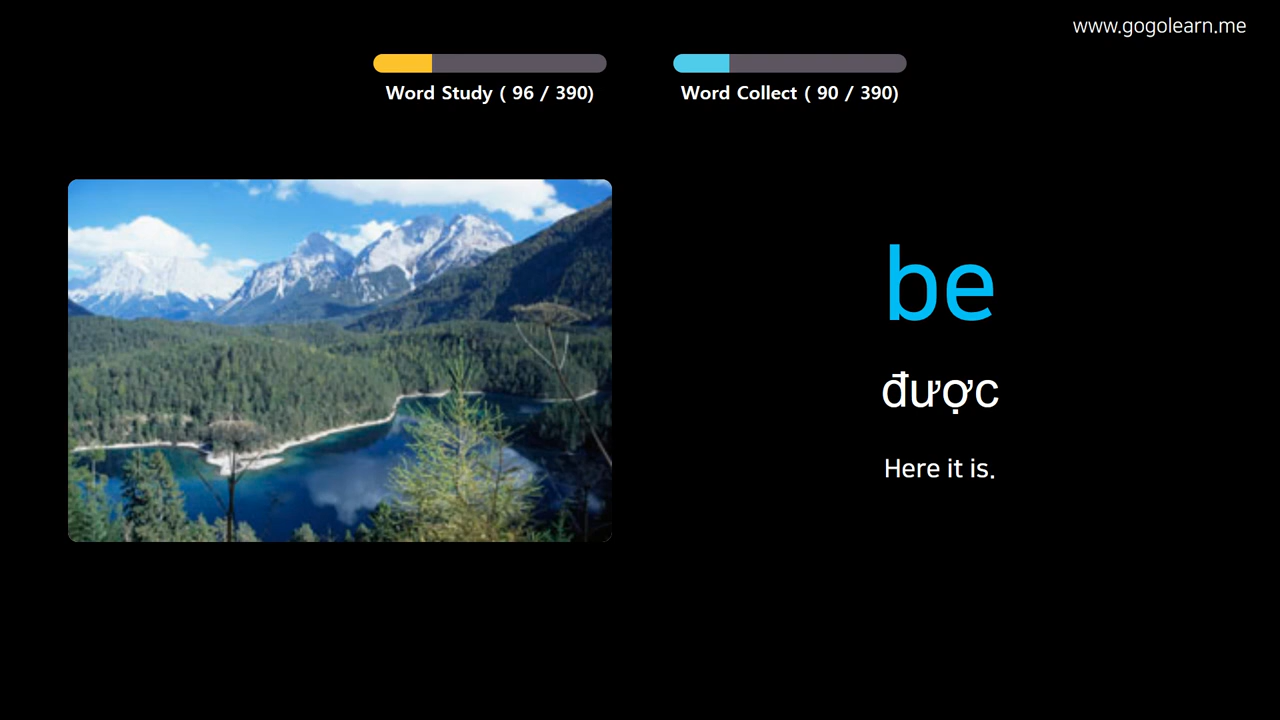 www.gogolearn.me
Word Study ( 96 / 390)
Word Collect ( 90 / 390)
be
được
Here it is.